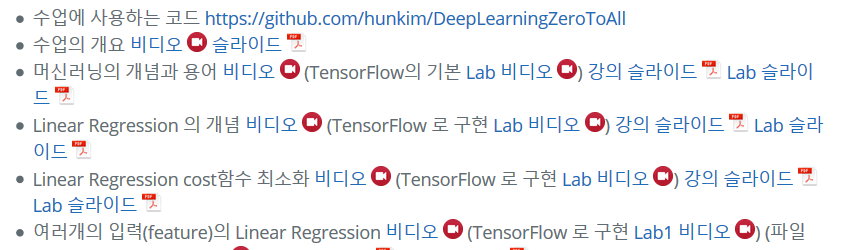 수업에 사용하는 코드 https://github.com/hunkim/DeepLearningZeroToAll
수업의 개요 비디오 슬라이드
머신러닝의 개념과 용어 비디오 (TensorFlow의 기본 Lab 비디오 ) 강의 슬라이드 Lab 슬라이
드
Linear Regression 의 개념 비디오 (TensorFlow 로 구현 Lab 비디오 ) 강의 슬라이드 Lab 슬라
이드
Linear Regression cost함수 최소화 비디오 (TensorFlow 로 구현 Lab 비디오 ) 강의 슬라이드
Lab 슬라이드
여러개의 입력(feature)의 Linear Regression 비디오 (TensorFlow 로 구현 Lab1 비디오 ) (파일